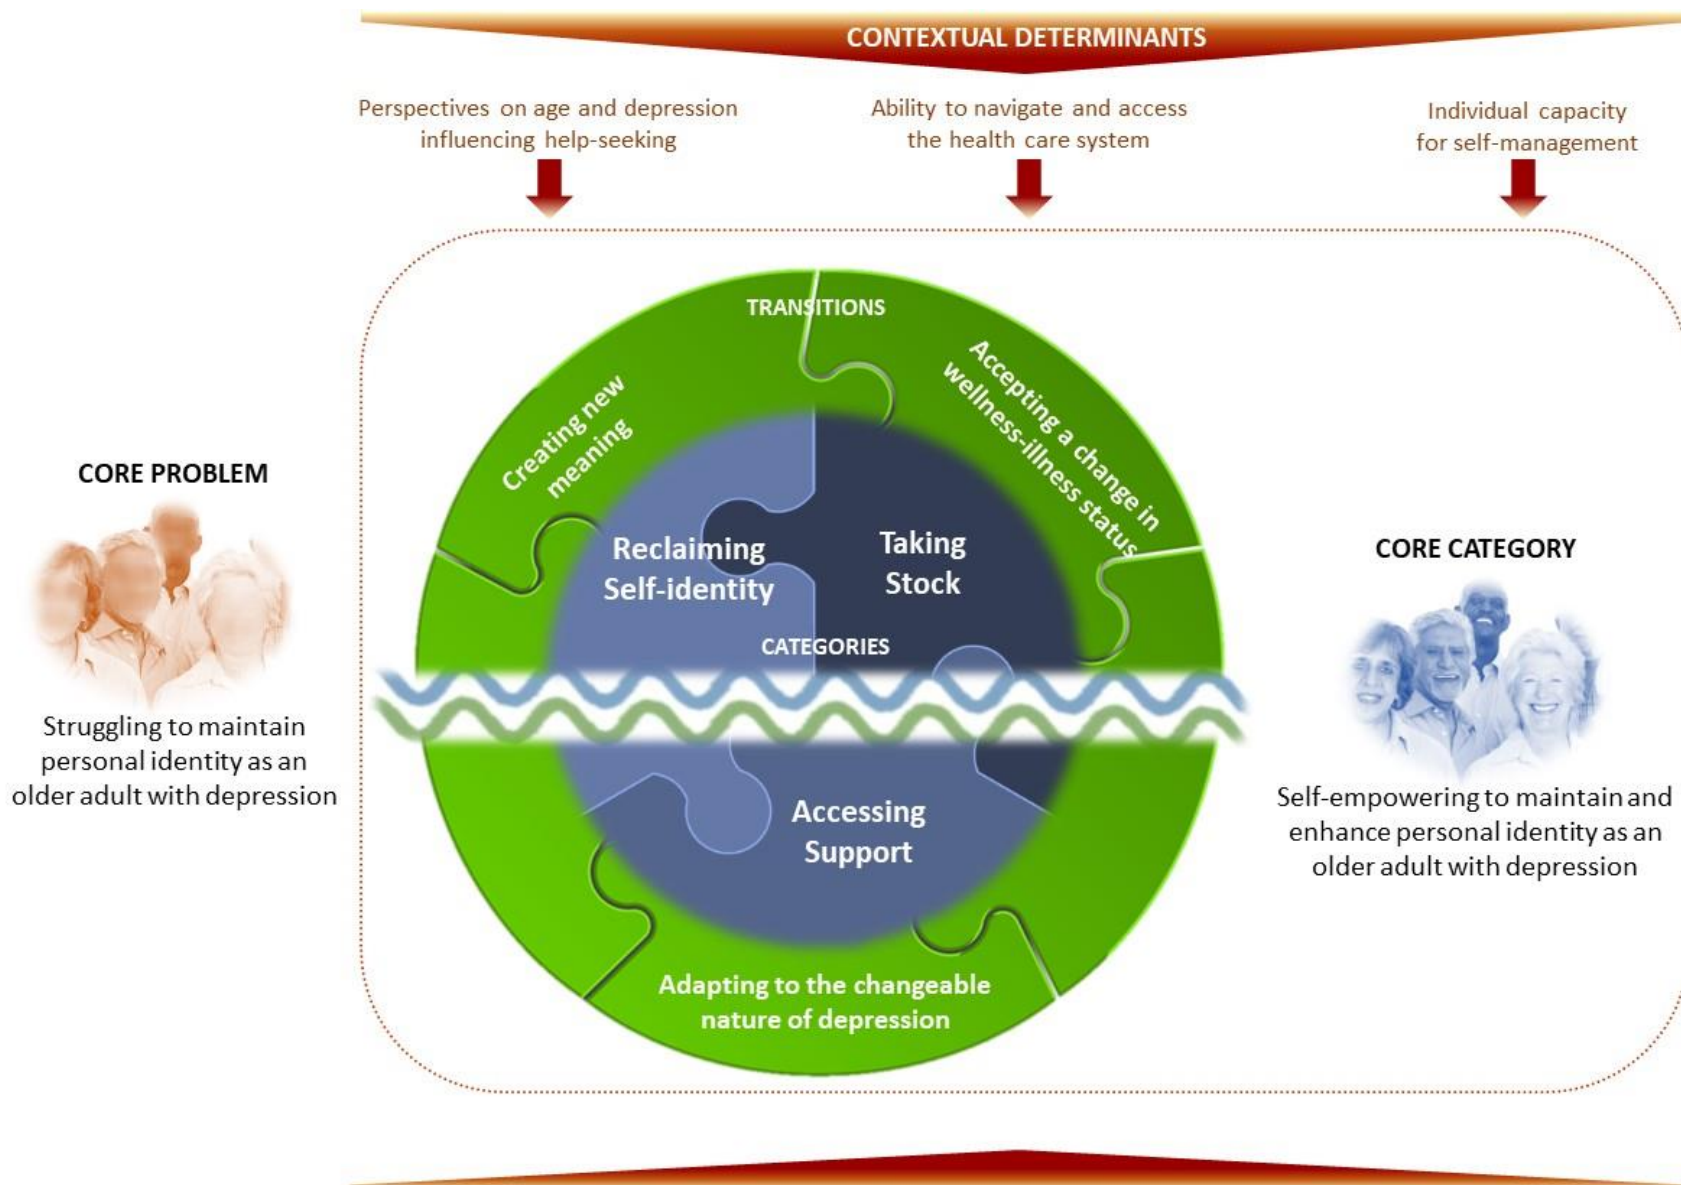 CONTEXTUAL DETERMINANTS
Perspectives on age and depression
influencing help-seeking
Ability to navigate and access
the health care system
Individual capacity
for self-management
TRANSITIONS
Creating new
meaning
Accepting a change in
wellness-illness status
Reclaiming
Self-identity
Taking
Stock
CATEGORIES
Accessing
Support
Adapting to the changeable
nature of depression
CORE PROBLEM
Struggling to maintain
personal identity as an
older adult with depression
CORE CATEGORY
Self-empowering to maintain and
enhance personal identity as an
older adult with depression